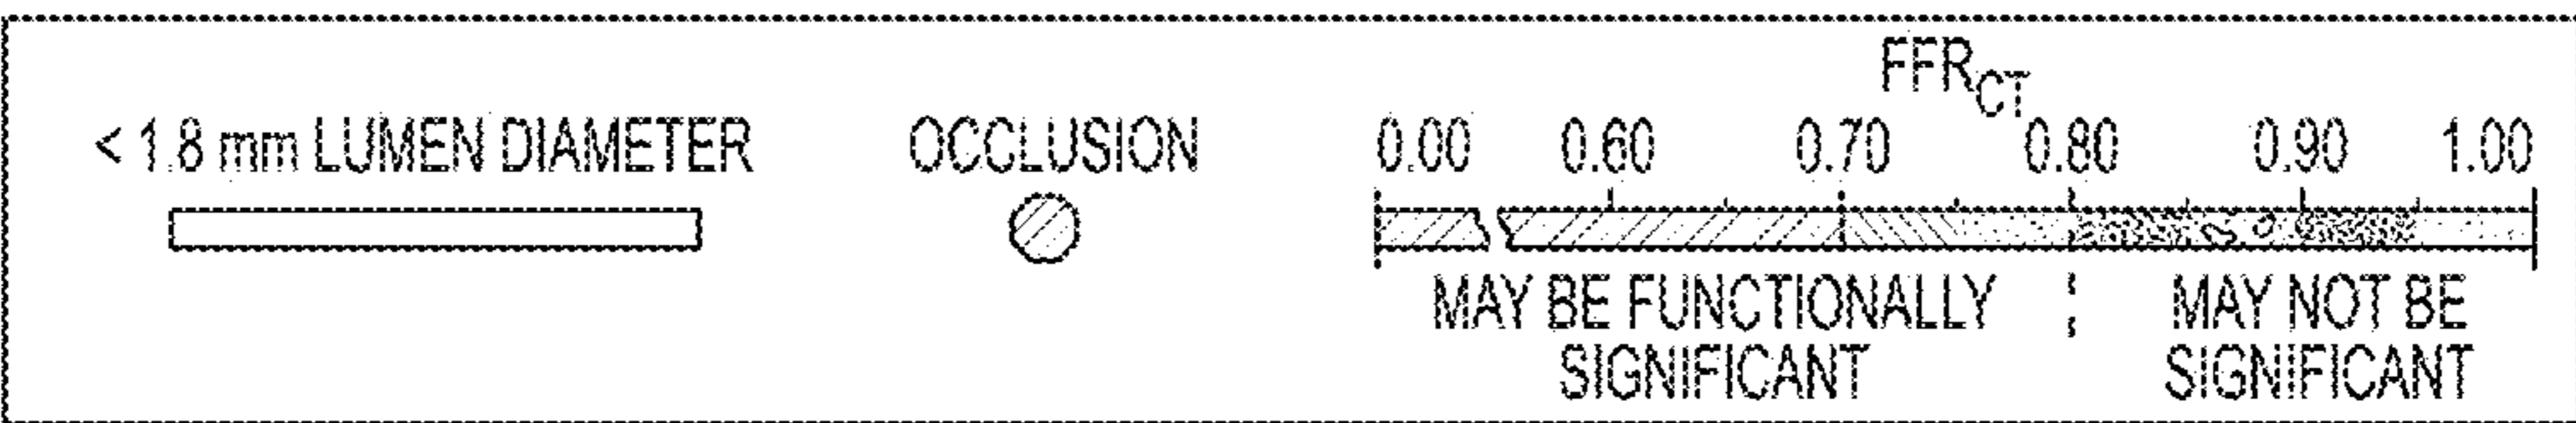 FFRCT
< 1.8 mm LUMEN DIAMETER OCCLUSION 0.00 0.60 0.70 0.80 0.90 1.00
MAY BE FUNCTIONALLY MAY NOT BE
SIGNIFICANT SIGNIFICANT